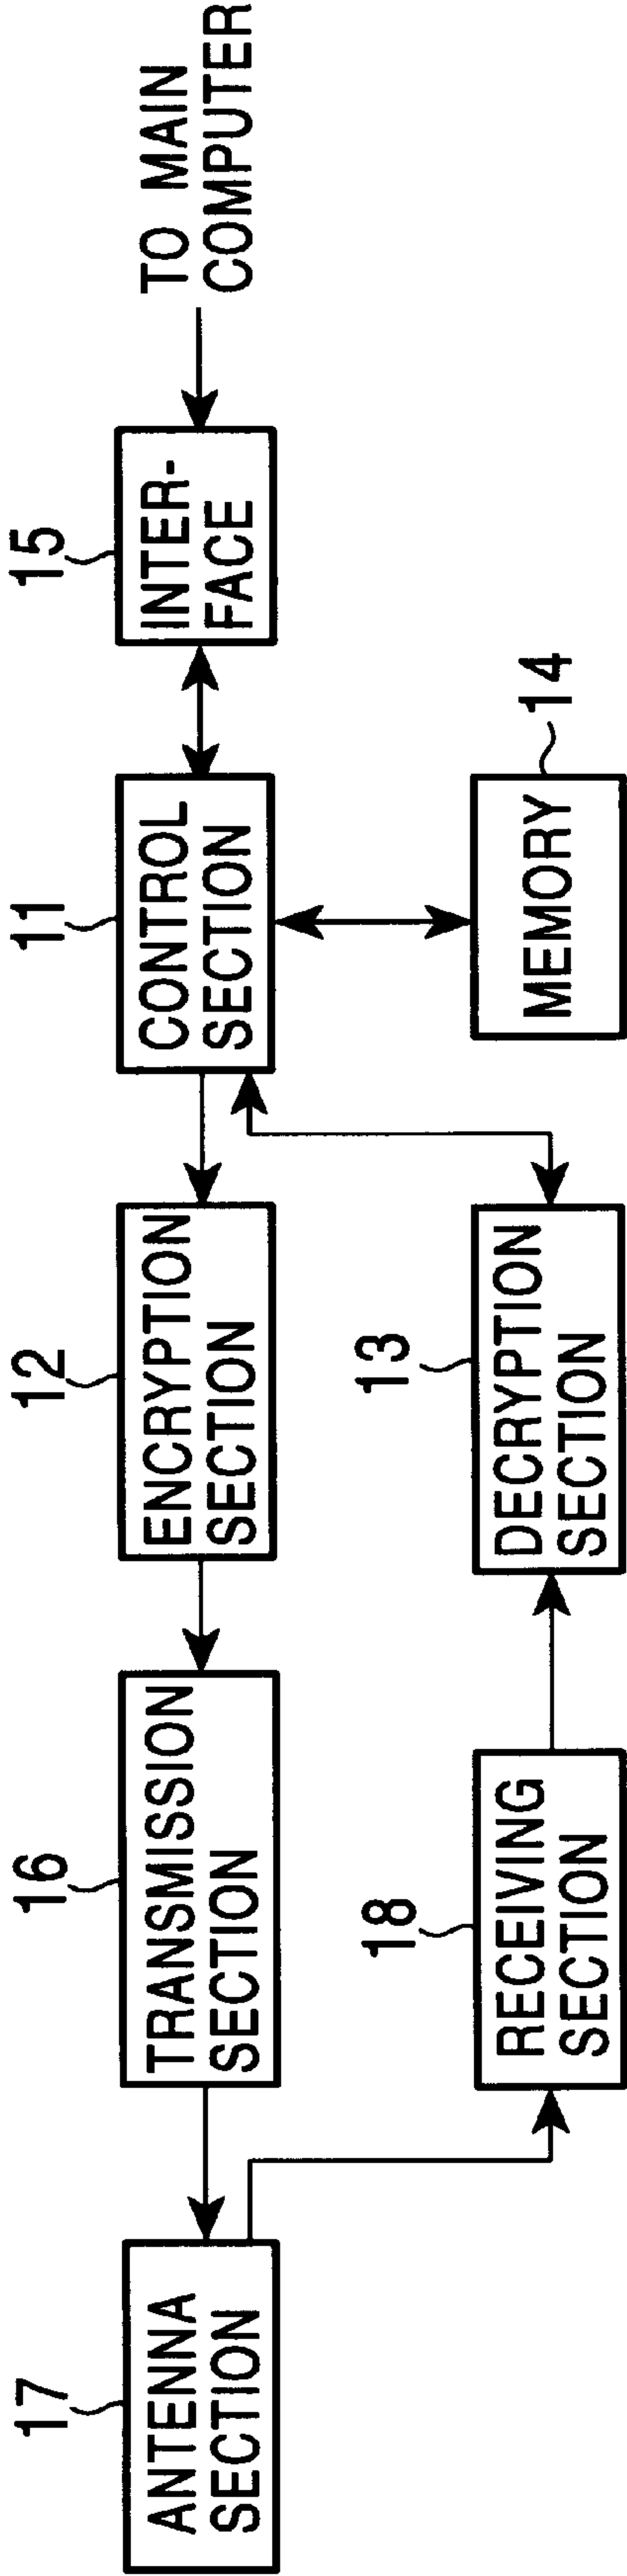 17
ANTENNA
SECTION
16
TRANSMISSION
SECTION
12
ENCRYPTION
SECTION
11
CONTROL
SECTION
15
INTER-
FACE
TO MAIN
COMPUTER
18
RECEIVING
SECTION
13
DECRYPTION
SECTION
MEMORY
14